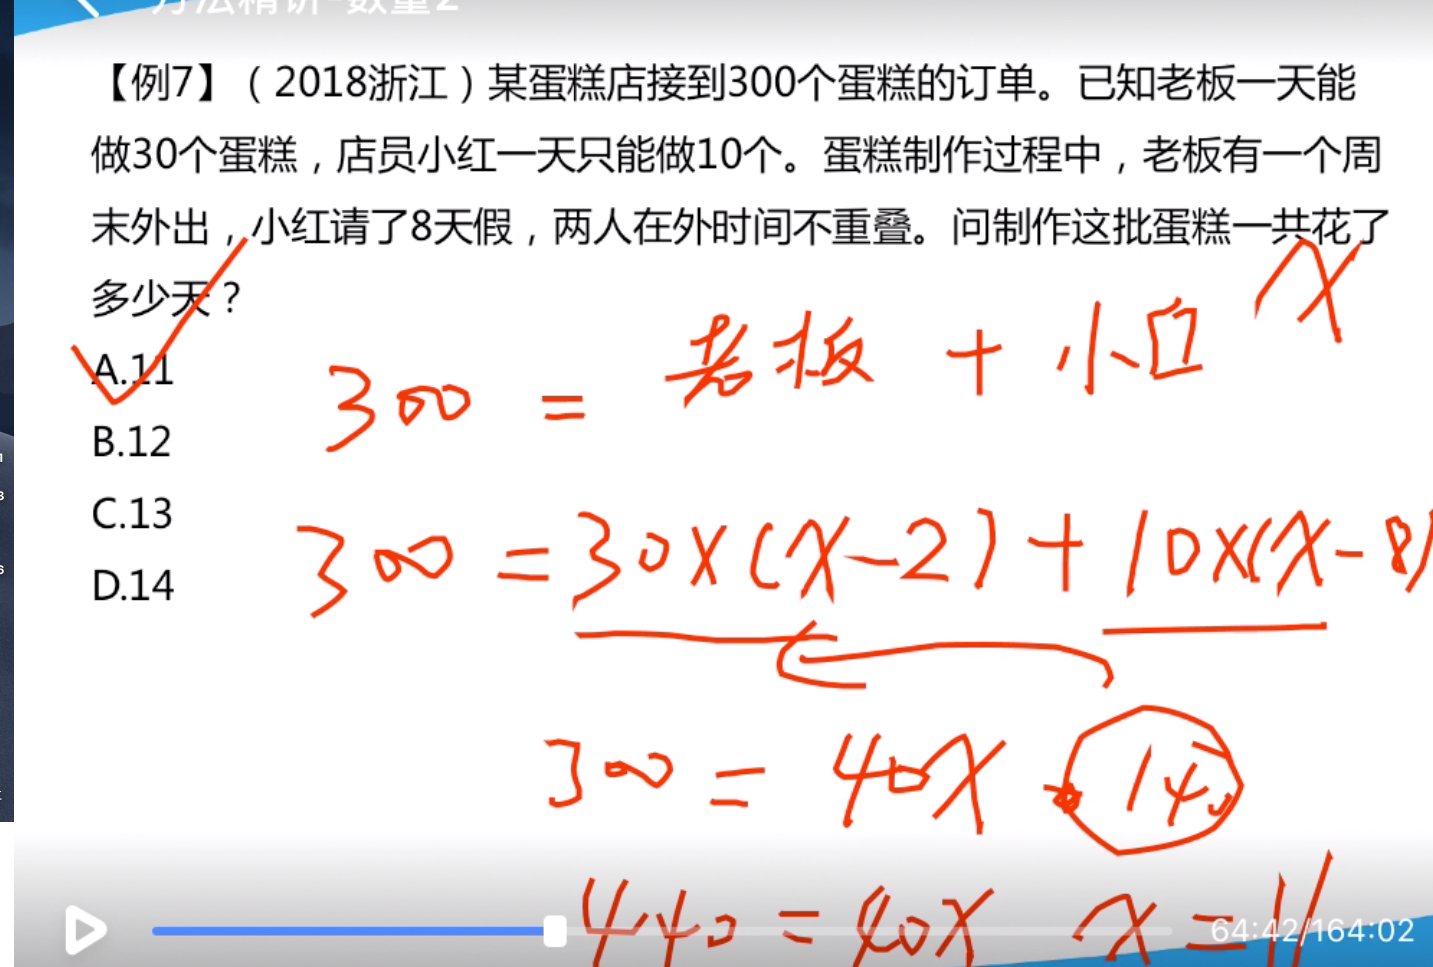 方法精讲-数量2
【例7】（2018浙江）某蛋糕店接到300个蛋糕的订单。已知老板一天能
做30个蛋糕，店员小红一天只能做10个。蛋糕制作过程中，老板有一个周
末外出，小红请了8天假，两人在外时间不重叠。问制作这批蛋糕一共花了
多少天？
x
A.11
300 = 老板 + 小口
B.12
C.13
300 = 30×(x-2)+10×(x-8)
D.14
300 = 40x 140
440 = 40x x = 11
64:42/164:02